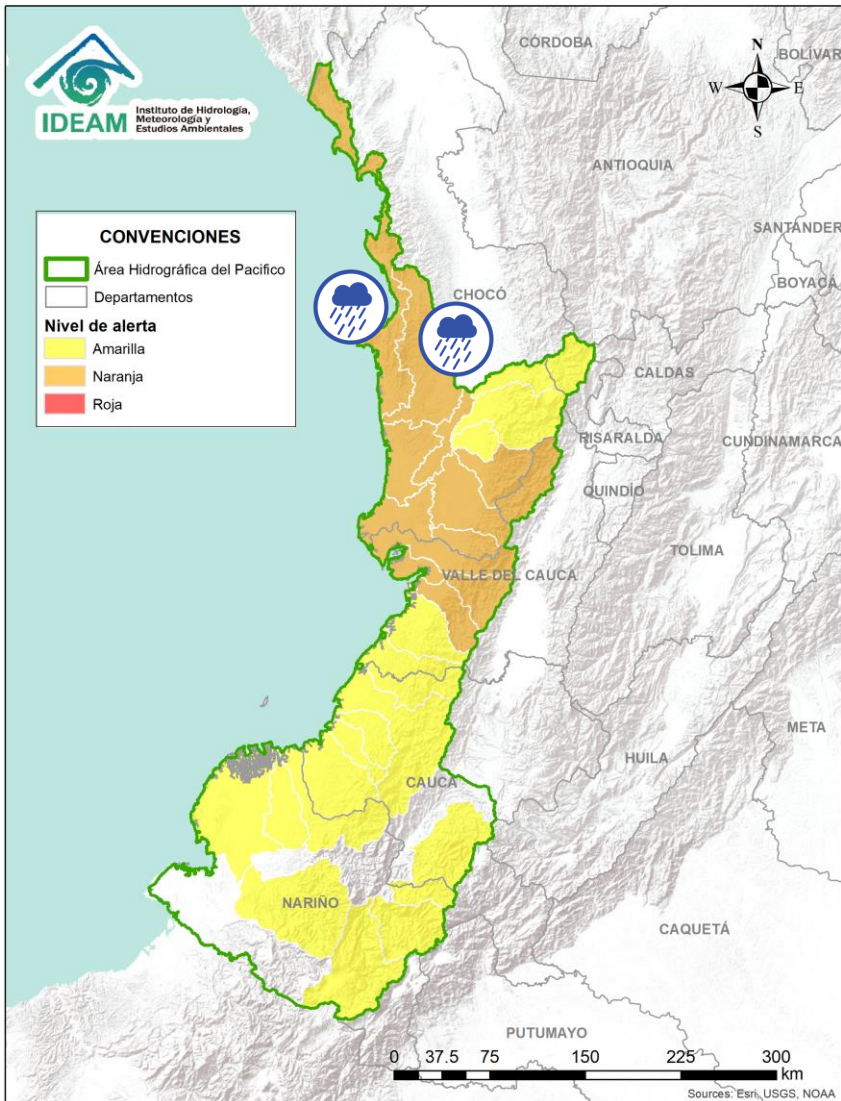 IDEAM
Instituto de Hidrología,
Meteorología y
Estudios Ambientales
CONVENCIONES
Área Hidrográfica del Pacifico
Departamentos
Nivel de alerta
Amarilla
Naranja
Roja
N
W
E
S
CÓRDOBA
BOLÍVAR
ANTIOQUIA
SANTANDER
BOYACÁ
CHOCÓ
CALDAS
RISARALDA
CUNDINAMARCA
QUINDÍO
TOLIMA
VALLE DEL CAUCA
META
HUILA
CAUCA
NARIÑO
CAQUETÁ
PUTUMAYO
0 37.5 75 150 225 300
km
Sources: Esri, USGS, NOAA